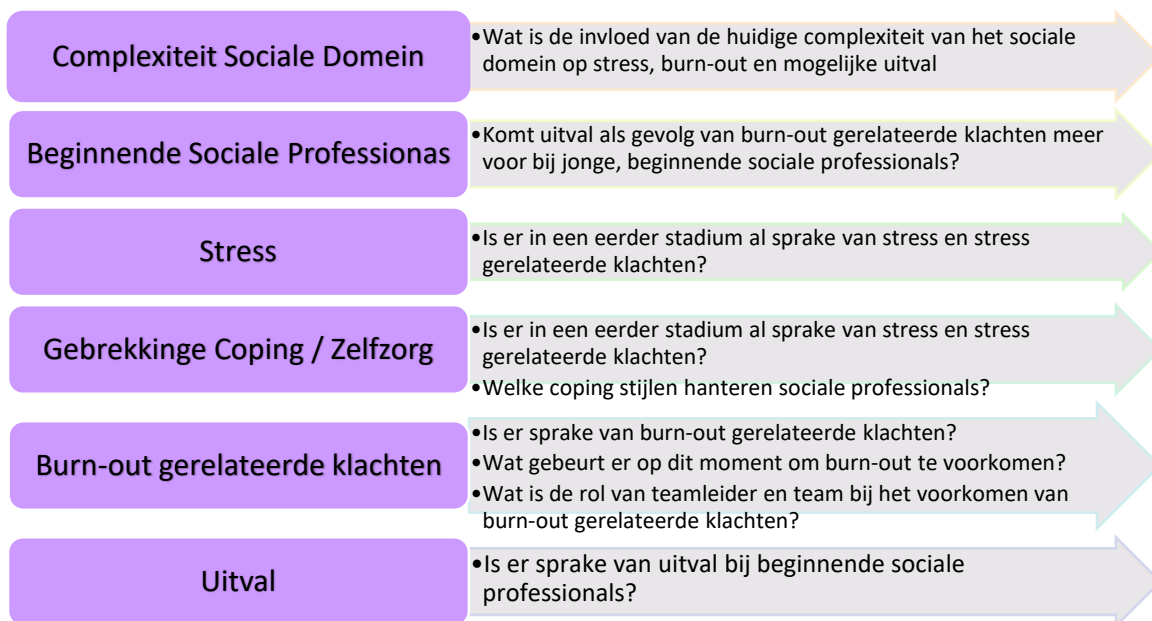 Complexiteit Sociale Domein
•Wat is de invloed van de huidige complexiteit van het sociale
domein op stress, burn-out en mogelijke uitval
Beginnende Sociale Professionas
•Komt uitval als gevolg van burn-out gerelateerde klachten meer
voor bij jonge, beginnende sociale professionals?
Stress
•Is er in een eerder stadium al sprake van stress en stress
gerelateerde klachten?
Gebrekkinge Coping / Zelfzorg
•Is er in een eerder stadium al sprake van stress en stress
gerelateerde klachten?
•Welke coping stijlen hanteren sociale professionals?
Burn-out gerelateerde klachten
•Is er sprake van burn-out gerelateerde klachten?
•Wat gebeurt er op dit moment om burn-out te voorkomen?
•Wat is de rol van teamleider en team bij het voorkomen van
burn-out gerelateerde klachten?
Uitval
•Is er sprake van uitval bij beginnende sociale
professionals?